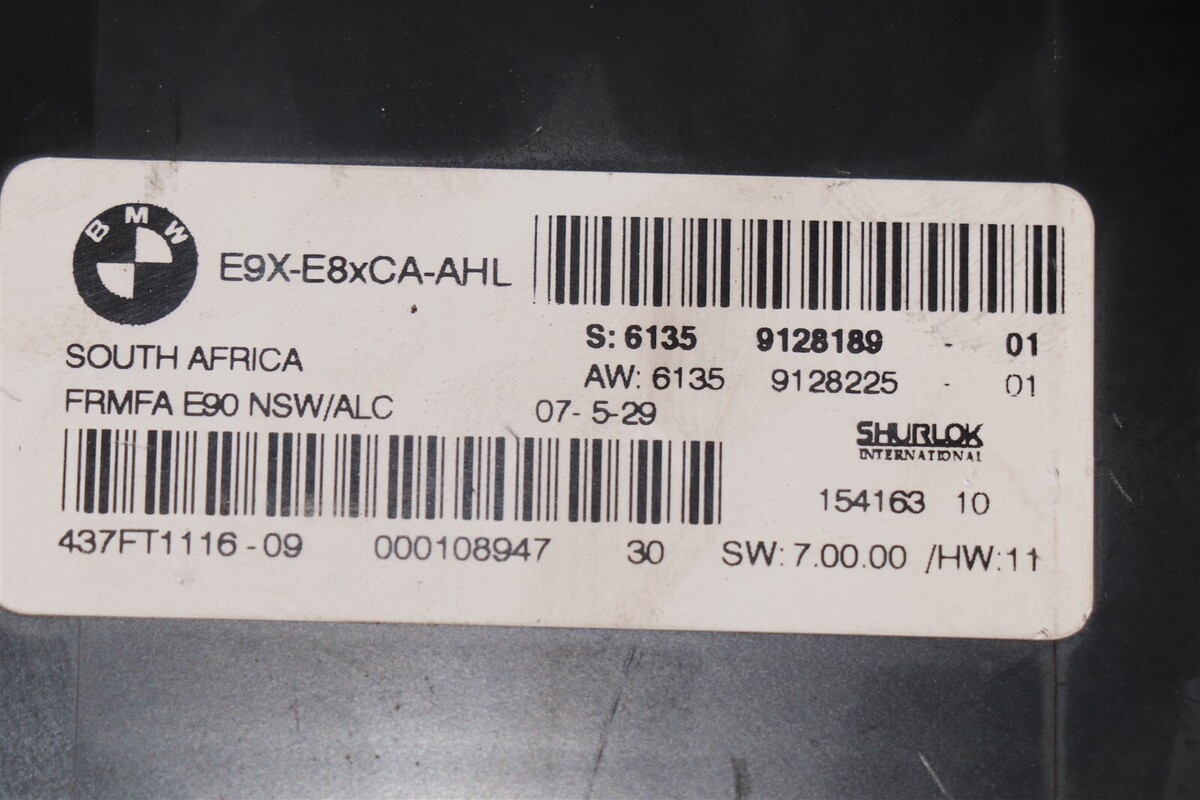 BMW
E9X-E8xCA-AHL
S: 6135 9128189 - 01
SOUTH AFRICA
AW: 6135 9128225 - 01
FRMFA E90 NSW/ALC 07- 5-29
SHURLOK
INTERNATIONAL
154163 10
437FT1116-09 000108947 30 SW: 7.00.00 /HW:11